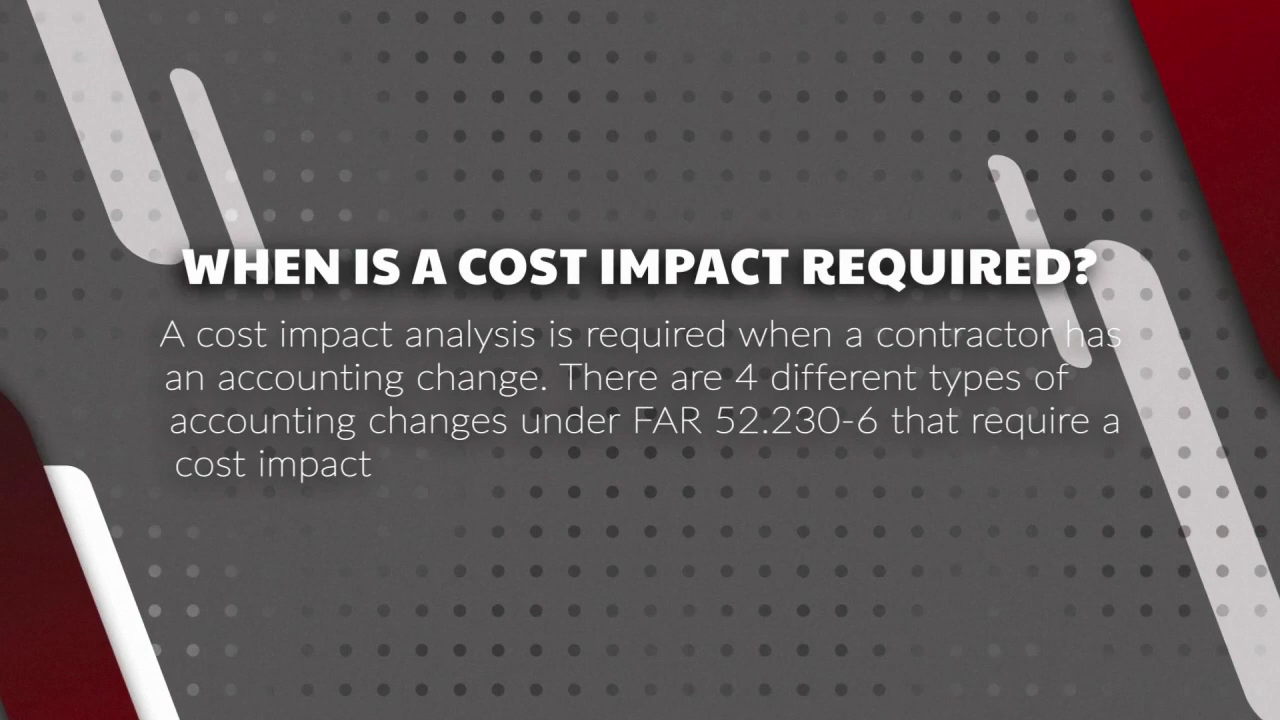 WHEN IS A COST IMPACT REQUIRED?
A cost impact analysis is required when a contractor has
an accounting change. There are 4 different types of
accounting changes under FAR 52.230-6 that require a
cost impact